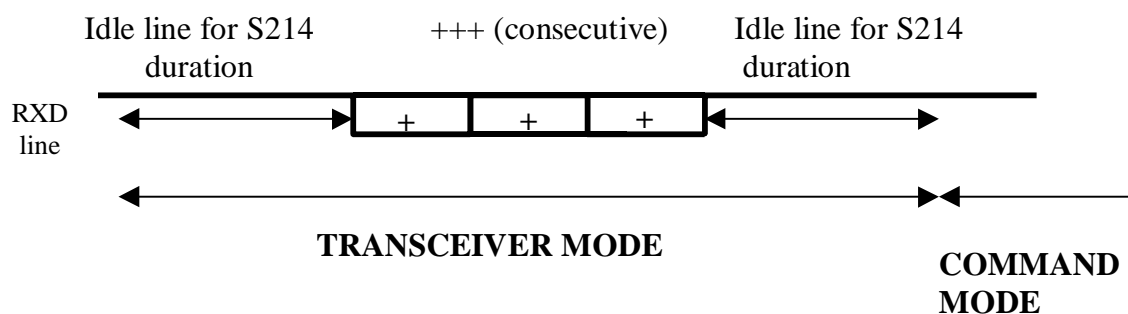 Idle line for S214
duration
+++ (consecutive)
Idle line for S214
duration
RXD
line
+ + +
TRANSCEIVER MODE
COMMAND
MODE